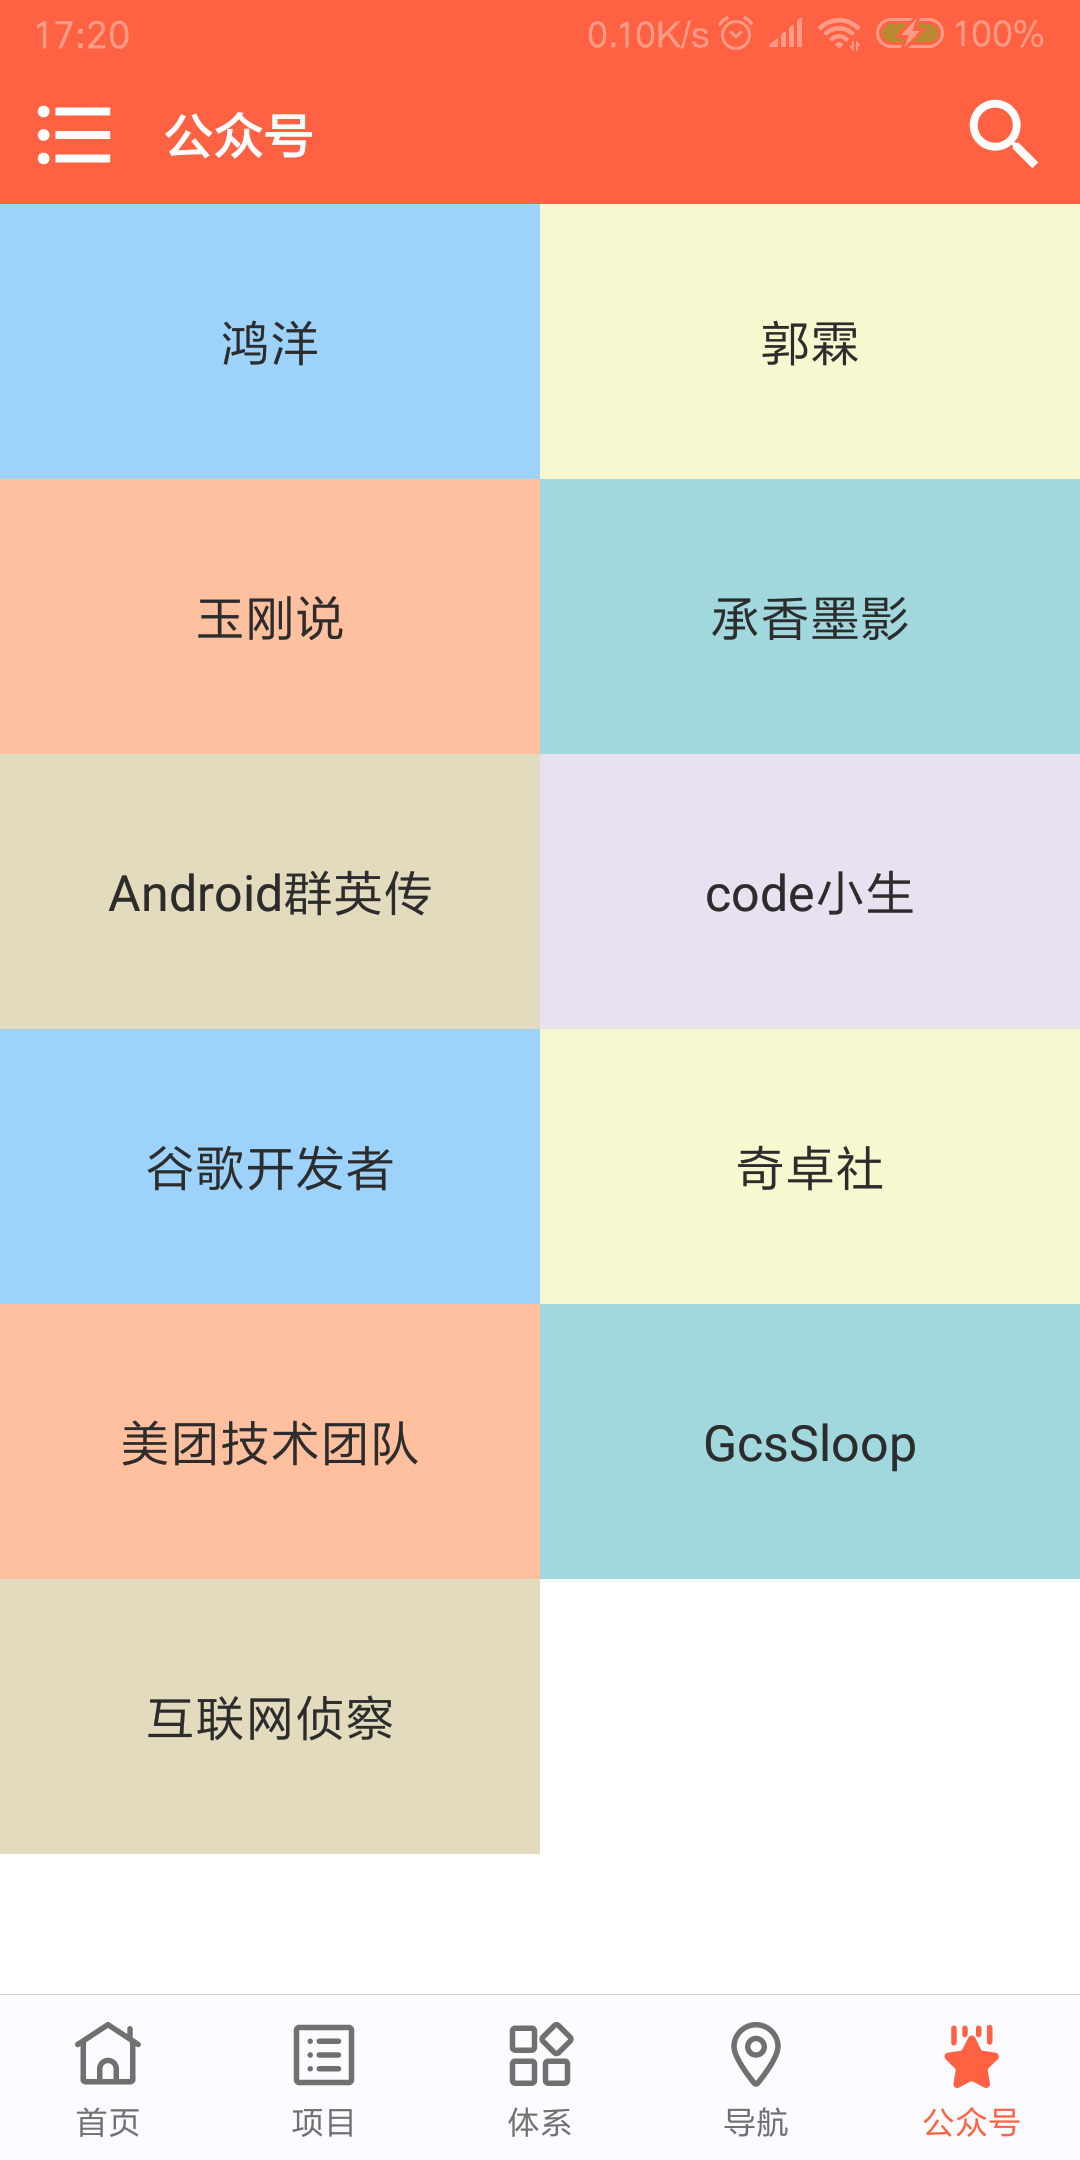 17:20 0.10K/s 100%
公众号
鸿洋 郭霖
玉刚说 承香墨影
Android群英传 code小生
谷歌开发者 奇卓社
美团技术团队 GcsSloop
互联网侦察
首页 项目 体系 导航 公众号